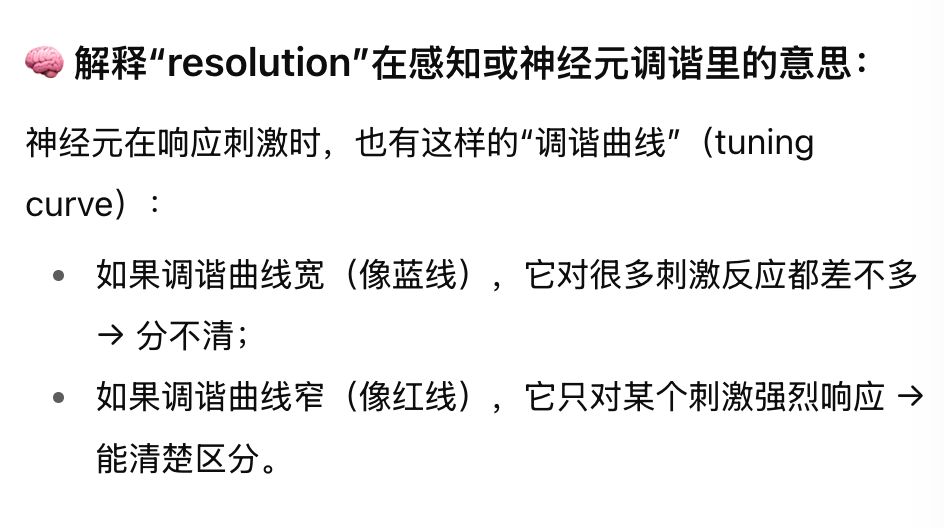 🧠 解释“resolution”在感知或神经元调谐里的意思：
神经元在响应刺激时，也有这样的“调谐曲线”（tuning
curve）：
• 如果调谐曲线宽（像蓝线），它对很多刺激反应都差不多
→ 分不清；
• 如果调谐曲线窄（像红线），它只对某个刺激强烈响应 →
能清楚区分。